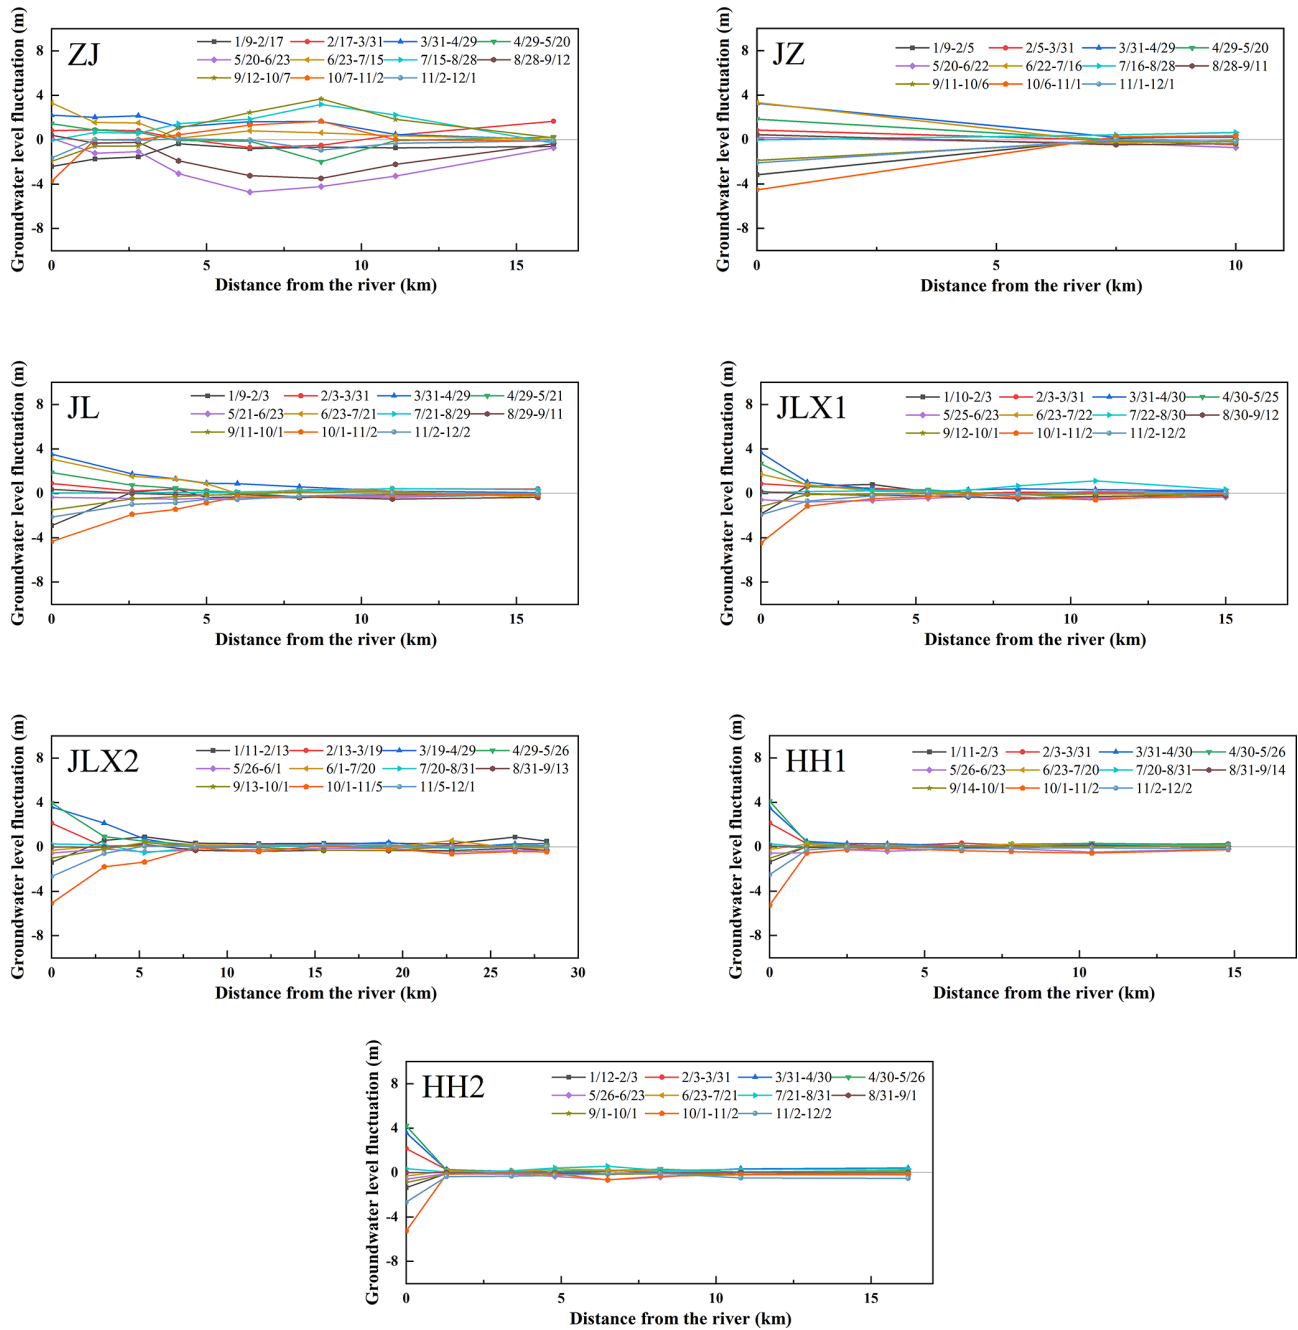 ZJ
1/9-2/17 2/17-3/31 3/31-4/29 4/29-5/20
5/20-6/23 6/23-7/15 7/15-8/28 8/28-9/12
9/12-10/7 10/7-11/2 11/2-12/1
Groundwater level fluctuation (m)
8
4
0
-4
-8
0 5 10 15
Distance from the river (km)
JZ
1/9-2/5 2/5-3/31 3/31-4/29 4/29-5/20
5/20-6/22 6/22-7/16 7/16-8/28 8/28-9/11
9/11-10/6 10/6-11/1 11/1-12/1
Groundwater level fluctuation (m)
8
4
0
-4
-8
0 5 10
Distance from the river (km)
JL
1/9-2/3 2/3-3/31 3/31-4/29 4/29-5/21
5/21-6/23 6/23-7/21 7/21-8/29 8/29-9/11
9/11-10/1 10/1-11/2 11/2-12/2
Groundwater level fluctuation (m)
8
4
0
-4
-8
0 5 10 15
Distance from the river (km)
JLX1
1/10-2/3 2/3-3/31 3/31-4/30 4/30-5/25
5/25-6/23 6/23-7/22 7/22-8/30 8/30-9/12
9/12-10/1 10/1-11/2 11/2-12/2
Groundwater level fluctuation (m)
8
4
0
-4
-8
0 5 10 15
Distance from the river (km)
JLX2
1/11-2/13 2/13-3/19 3/19-4/29 4/29-5/26
5/26-6/1 6/1-7/20 7/20-8/31 8/31-9/13
9/13-10/1 10/1-11/5 11/5-12/1
Groundwater level fluctuation (m)
8
4
0
-4
-8
0 5 10 15 20 25 30
Distance from the river (km)
HH1
1/11-2/3 2/3-3/31 3/31-4/30 4/30-5/26
5/26-6/23 6/23-7/20 7/20-8/31 8/31-9/14
9/14-10/1 10/1-11/2 11/2-12/2
Groundwater level fluctuation (m)
8
4
0
-4
-8
0 5 10 15
Distance from the river (km)
HH2
1/12-2/3 2/3-3/31 3/31-4/30 4/30-5/26
5/26-6/23 6/23-7/21 7/21-8/31 8/31-9/1
9/1-10/1 10/1-11/2 11/2-12/2
Groundwater level fluctuation (m)
8
4
0
-4
-8
0 5 10 15
Distance from the river (km)